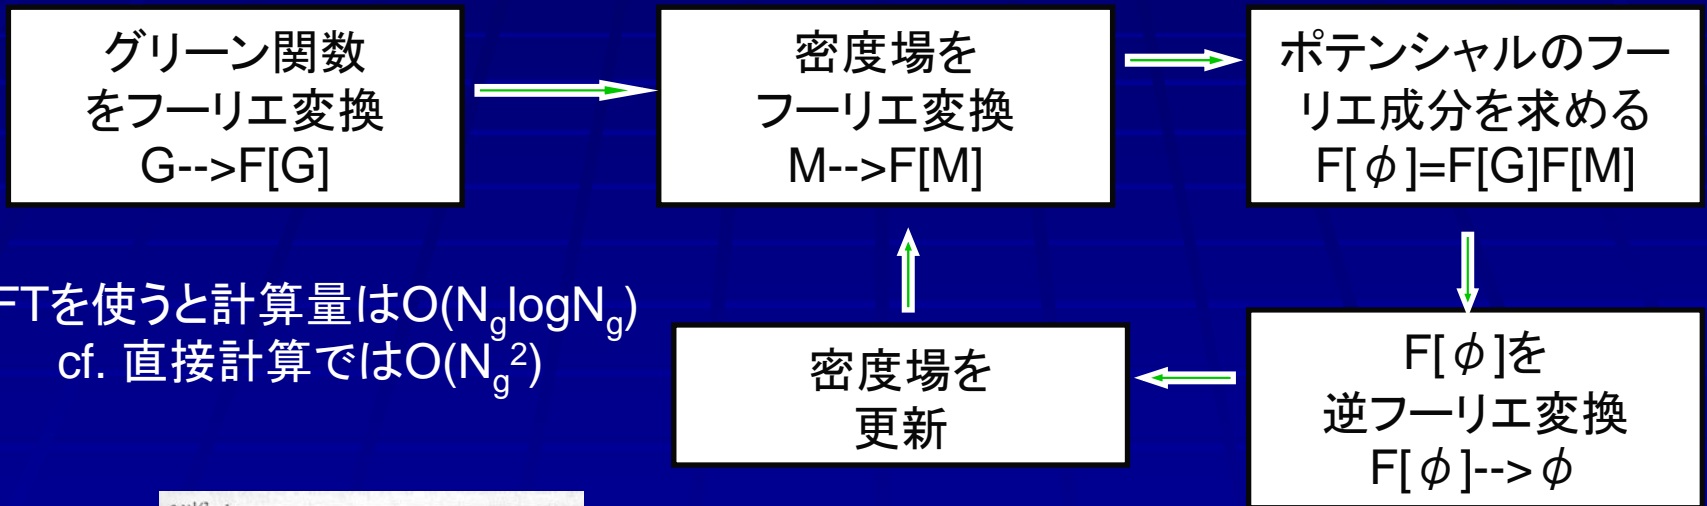 グリーン関数
をフーリエ変換
G-->F[G]
密度場を
フーリエ変換
M-->F[M]
ポテンシャルのフー
リエ成分を求める
F[φ]=F[G]F[M]
FTを使うと計算量はO(NglogNg)
cf. 直接計算ではO(Ng²)
密度場を
更新
F[φ]を
逆フーリエ変換
F[φ]-->φ